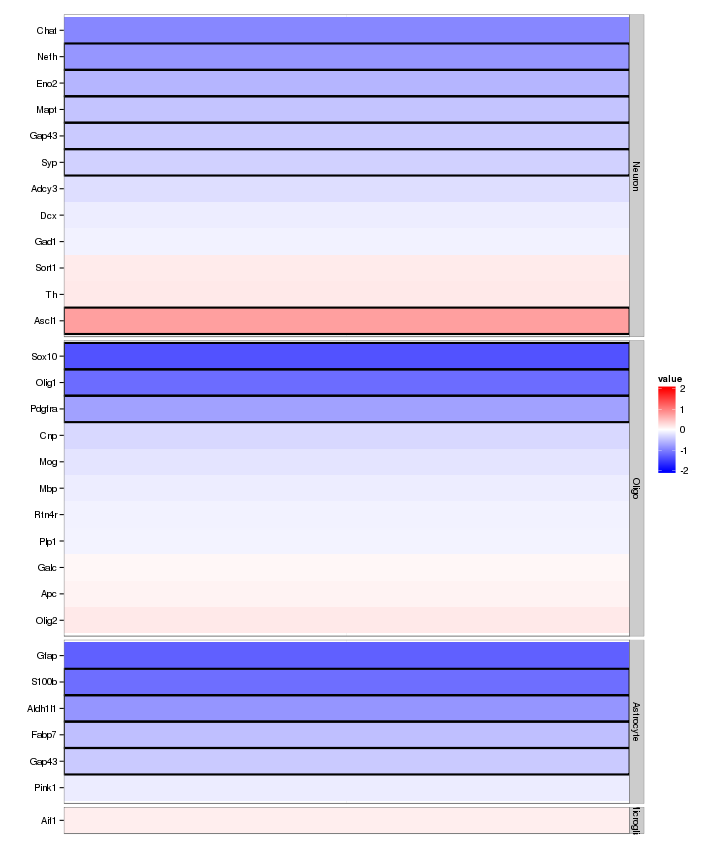 Chat
Nefh
Eno2
Mapt
Gap43
Syp
Adcy3
Dcx
Gad1
Sort1
Th
Ascl1
Neuron
Sox10
Olig1
Pdgfra
Cnp
Mog
Mbp
Rtn4r
Plp1
Galc
Apc
Olig2
Oligo
Gfap
S100b
Aldh1l1
Fabp7
Gap43
Pink1
Astrocyte
Aif1
value
2
1
0
-1
-2